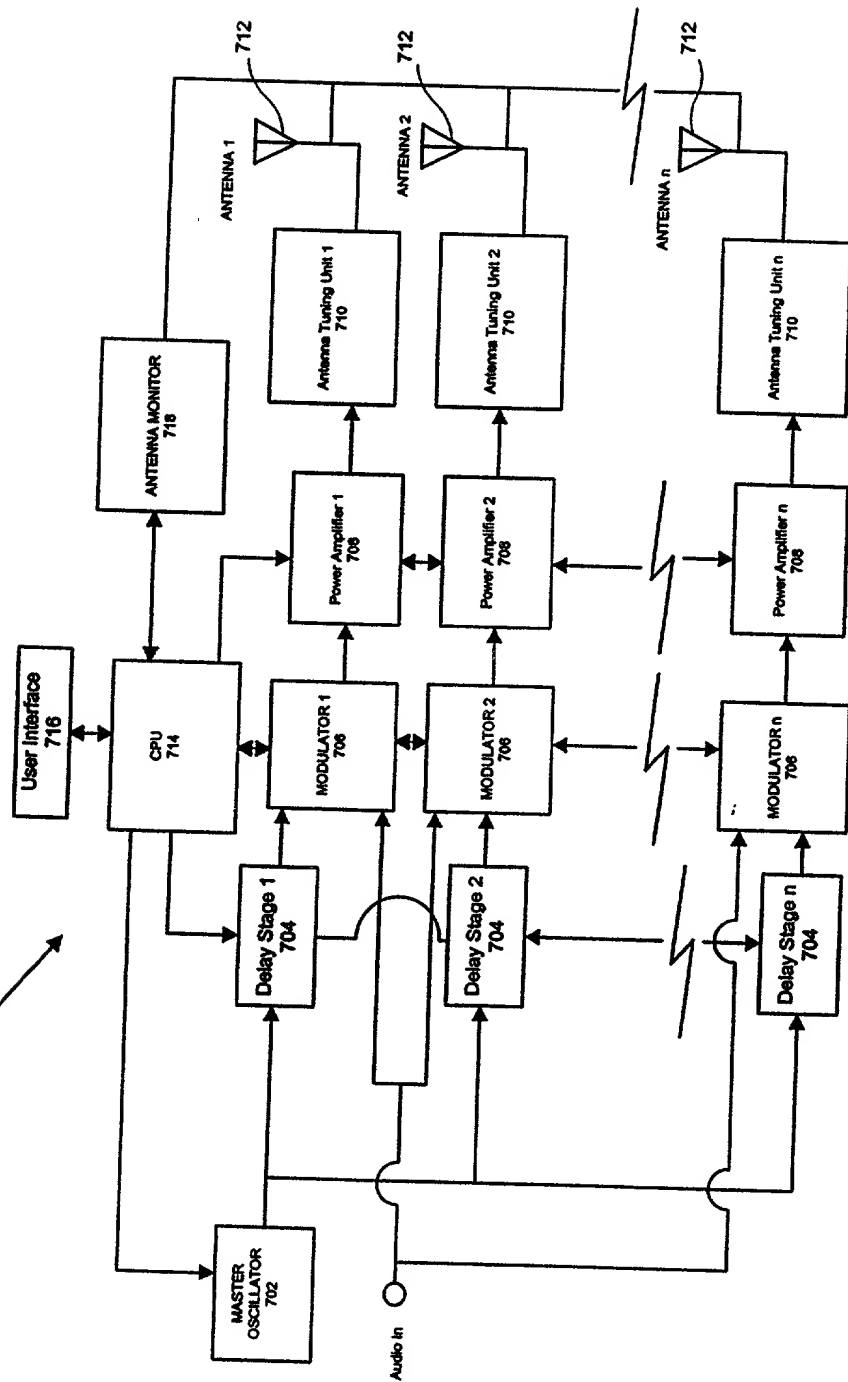 User Interface
716
CPU
714
ANTENNA MONITOR
718
MASTER
OSCILLATOR
702
Audio In
Delay Stage 1
704
MODULATOR 1
706
Power Amplifier 1
708
Antenna Tuning Unit 1
710
ANTENNA 1
712
Delay Stage 2
704
MODULATOR 2
706
Power Amplifier 2
708
Antenna Tuning Unit 2
710
ANTENNA 2
712
Delay Stage n
704
MODULATOR n
706
Power Amplifier n
708
Antenna Tuning Unit n
710
ANTENNA n
712